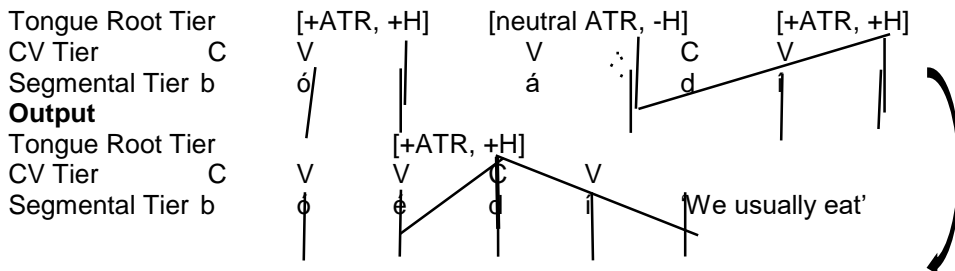 Tongue Root Tier [+ATR, +H] [neutral ATR, -H] [+ATR, +H]
CV Tier C V V C V
Segmental Tier b ó á d í
Output
Tongue Root Tier [+ATR, +H]
CV Tier C V V C V
Segmental Tier b ó é d í ‘We usually eat’